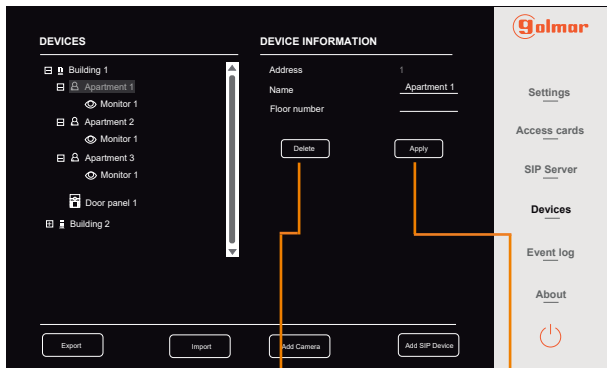 DEVICES
Building 1
Apartment 1
Monitor 1
Apartment 2
Monitor 1
Apartment 3
Monitor 1
Door panel 1
Building 2
DEVICE INFORMATION
Address 1
Name Apartment 1
Floor number
Delete Apply
Export Import Add Camera Add SIP Device
golmar
Settings
Access cards
SIP Server
Devices
Event log
About